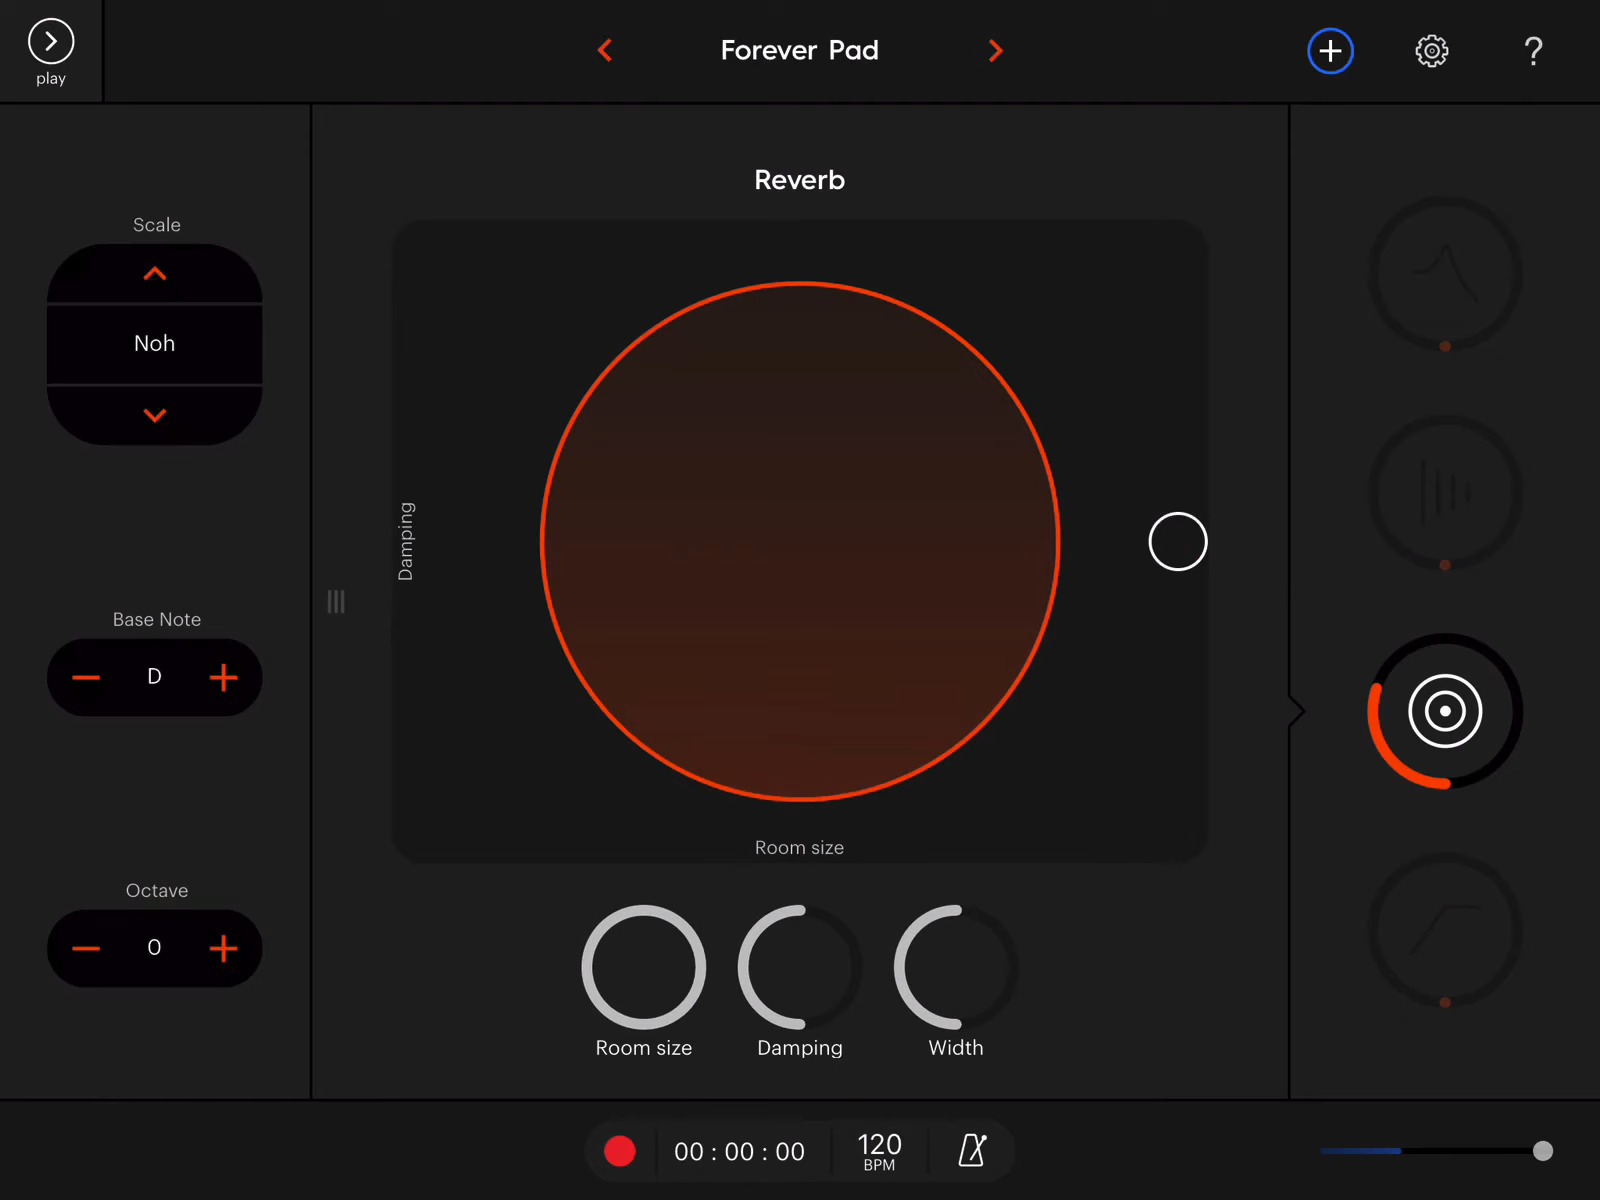 play
Forever Pad
?
Reverb
Scale
Noh
Damping
Base Note
D
Octave
0
Room size
Room size
Damping
Width
00 : 00 : 00
120
BPM